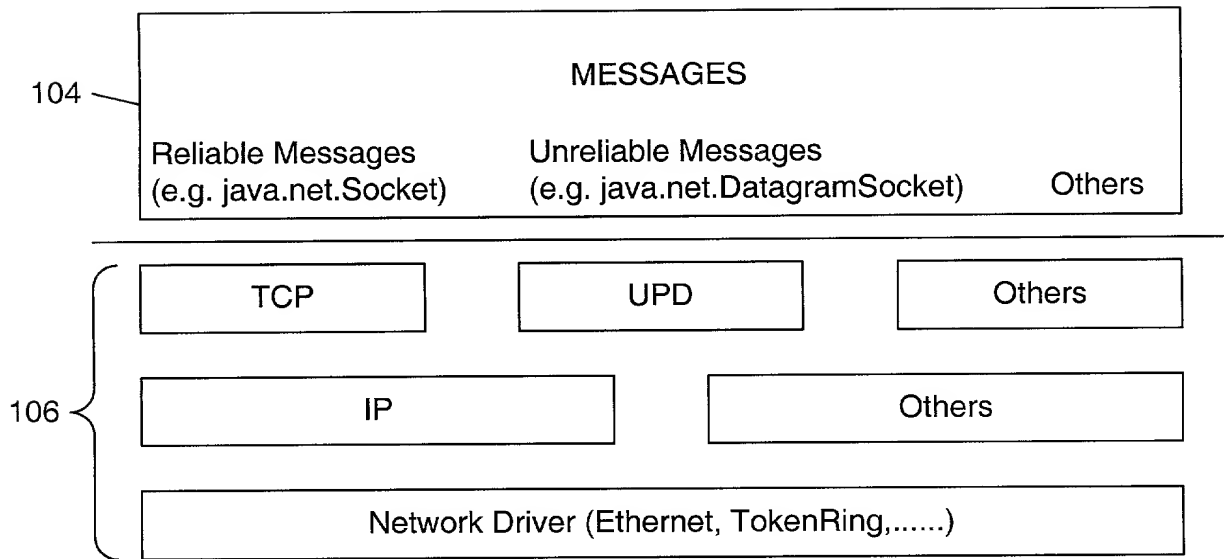 MESSAGES
104
Reliable Messages
(e.g. java.net.Socket)
Unreliable Messages
(e.g. java.net.DatagramSocket)
Others
TCP
UPD
Others
106
IP
Others
Network Driver (Ethernet, TokenRing,......)